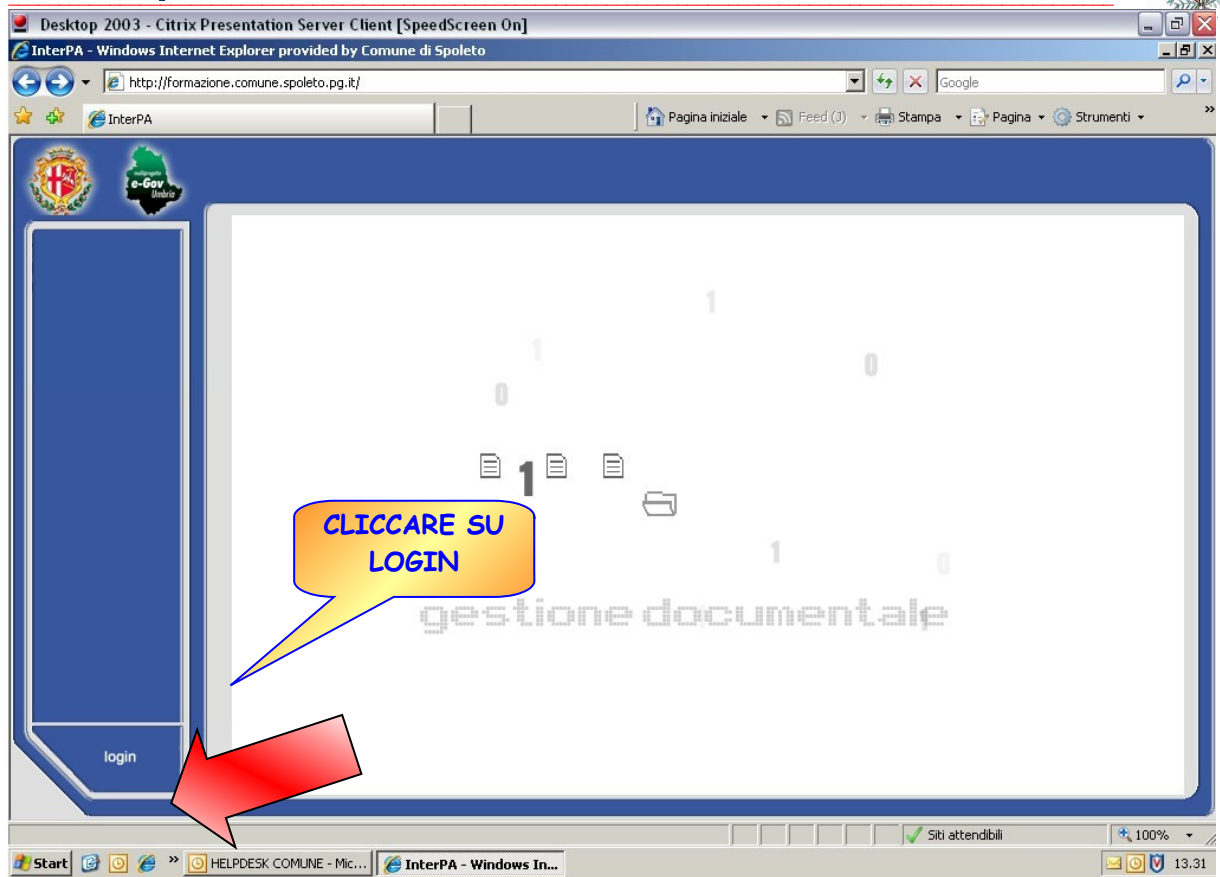 Desktop 2003 - Citrix Presentation Server Client [SpeedScreen On]
InterPA - Windows Internet Explorer provided by Comune di Spoleto
http://formazione.comune.spoleto.pg.it/
Google
InterPA
Pagina iniziale
Feed (J)
Stampa
Pagina
Strumenti
»
multiprogetto
e-Gov
Umbria
1
1
0
0
1
CLICCARE SU
LOGIN
1
0
gestione documentale
login
Siti attendibili
100%
Start
»
HELPDESK COMUNE - Mic...
InterPA - Windows In...
13.31